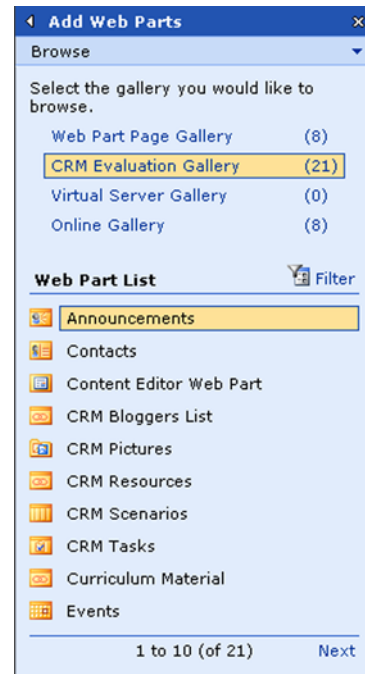 Add Web Parts
Browse
Select the gallery you would like to
browse.
Web Part Page Gallery (8)
CRM Evaluation Gallery (21)
Virtual Server Gallery (0)
Online Gallery (8)
Web Part List Filter
Announcements
Contacts
Content Editor Web Part
CRM Bloggers List
CRM Pictures
CRM Resources
CRM Scenarios
CRM Tasks
Curriculum Material
Events
1 to 10 (of 21) Next